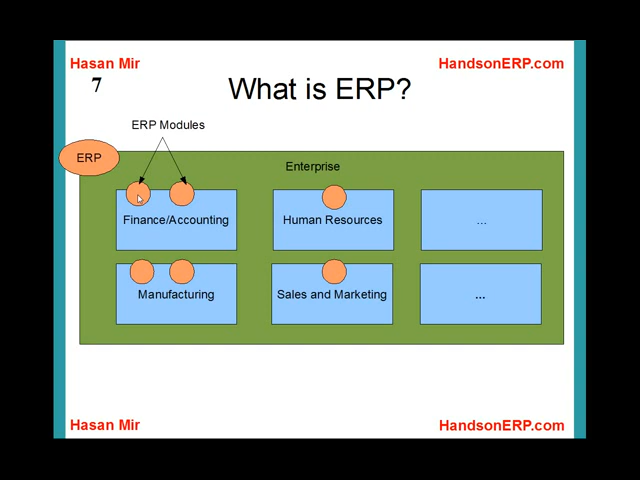 Hasan Mir
HandsonERP.com
7
What is ERP?
ERP Modules
ERP
Enterprise
Finance/Accounting
Human Resources
...
Manufacturing
Sales and Marketing
...
Hasan Mir
HandsonERP.com